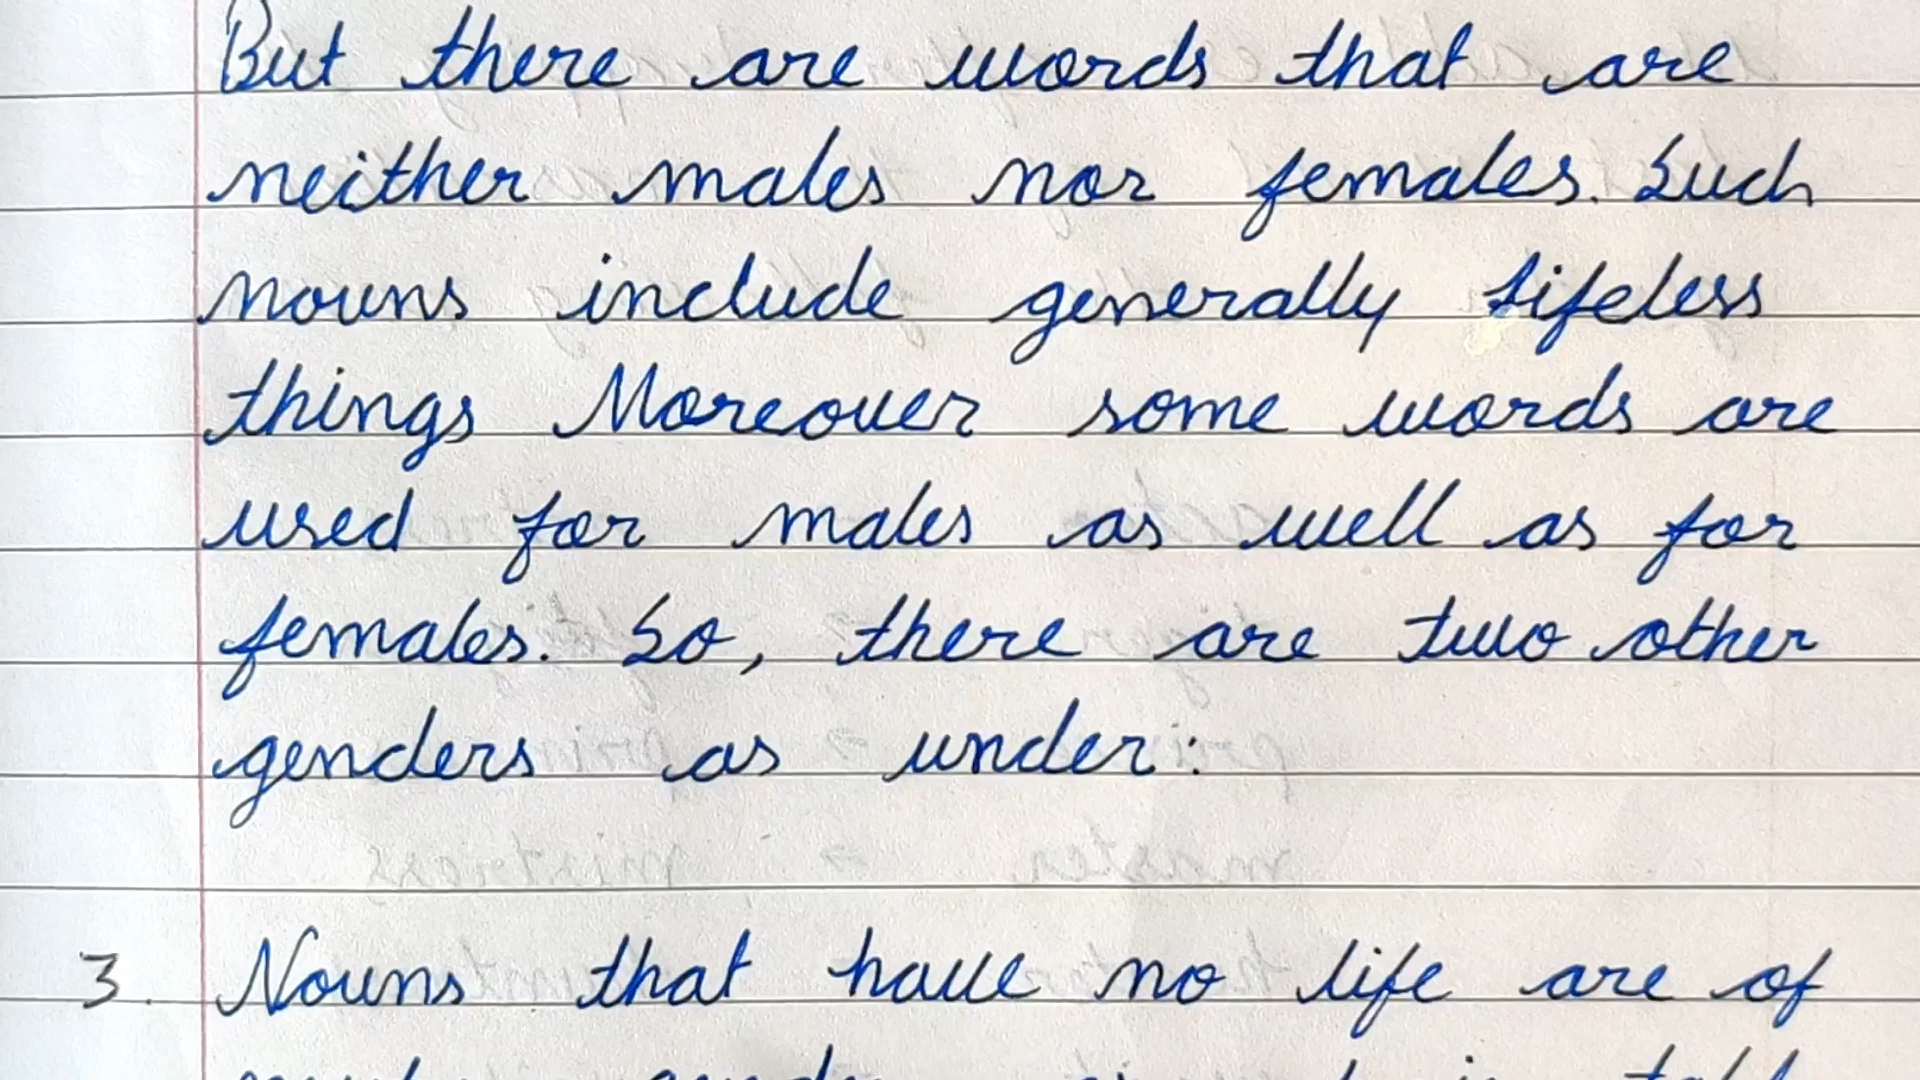 But there are words that are
neither males nor females. Such
nouns include generally lifeless
things Moreover some words are
used for males as well as for
females. So, there are two other
genders as under:
3. Nouns that have no life are of